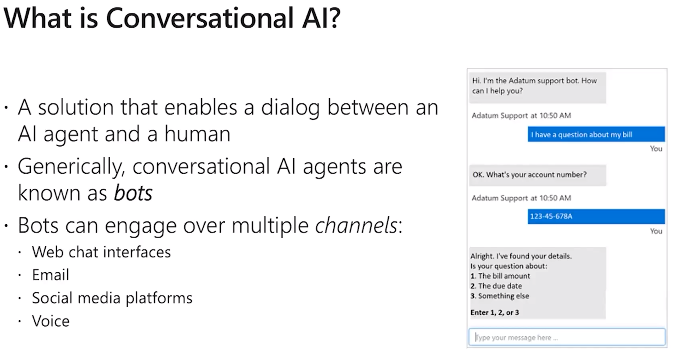 What is Conversational AI?
· A solution that enables a dialog between an
AI agent and a human
· Generically, conversational AI agents are
known as bots
· Bots can engage over multiple channels:
· Web chat interfaces
· Email
· Social media platforms
· Voice
Hi. I'm the Adatum support bot. How
can I help you?
Adatum Support at 10:50 AM
I have a question about my bill
You
OK. What's your account number?
Adatum Support at 10:50 AM
123-45-678A
You
Alright. I've found your details.
Is your question about:
1. The bill amount
2. The due date
3. Something else
Enter 1, 2, or 3
Type your message here ...